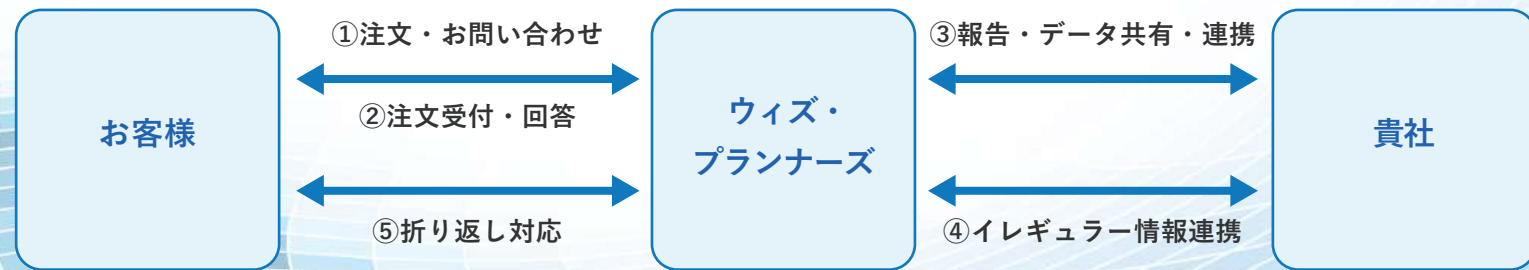 お客様
①注文・お問い合わせ
②注文受付・回答
⑤折り返し対応
ウィズ・
プランナーズ
③報告・データ共有・連携
④イレギュラー情報連携
貴社